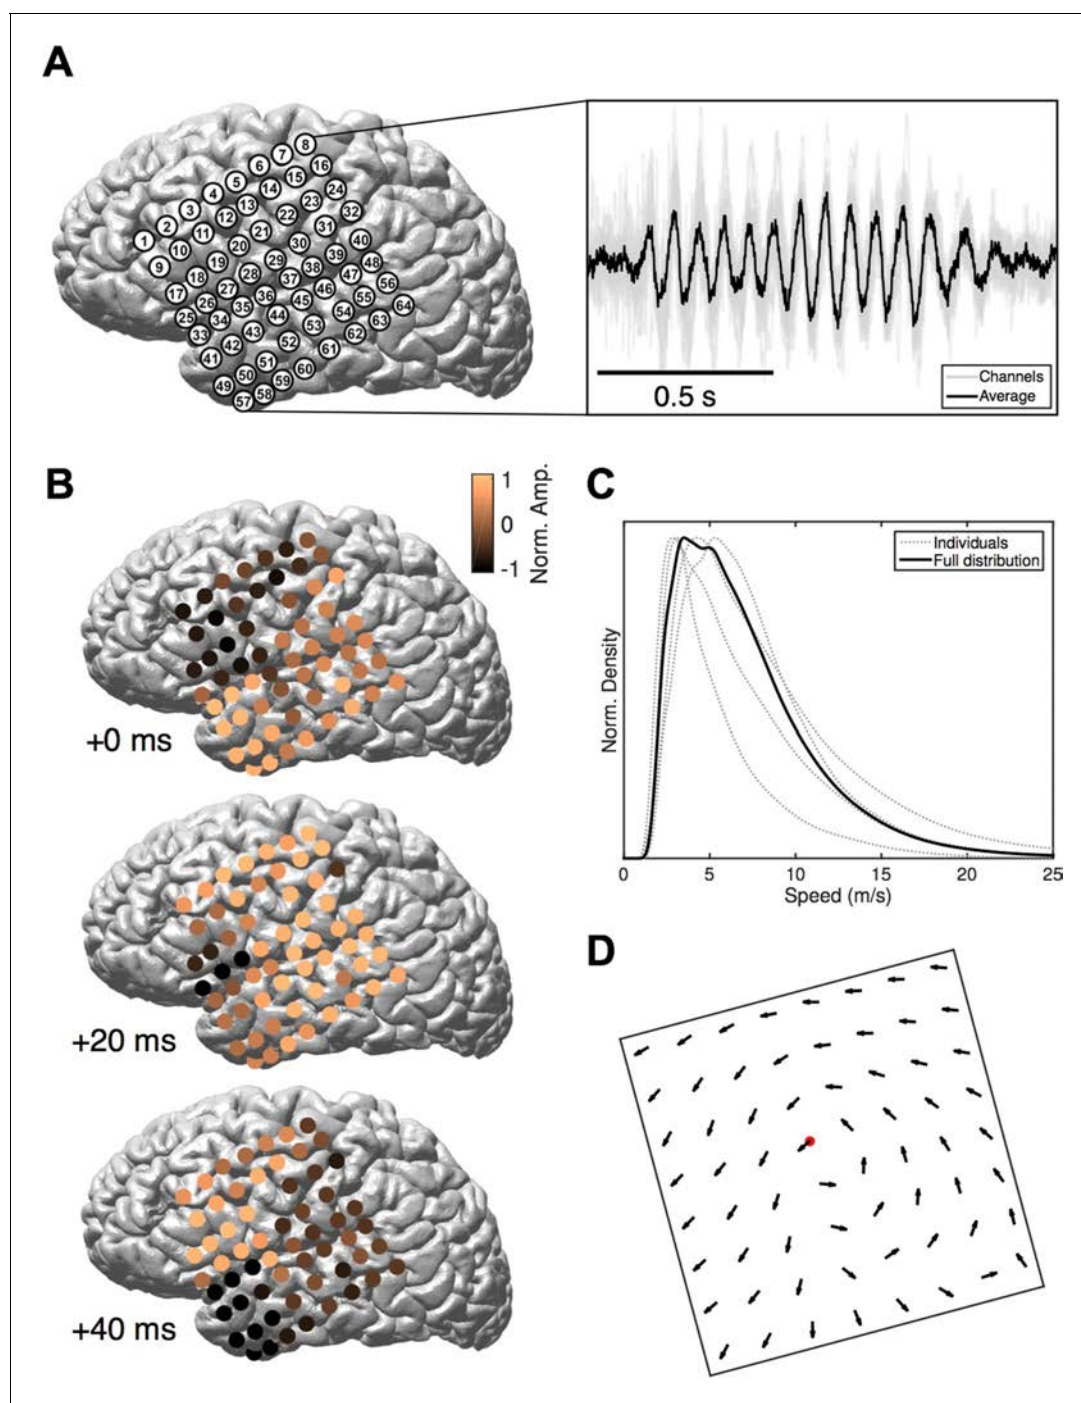 A
1 2 3 4 5 6 7 8
9 10 11 12 13 14 15 16
17 18 19 20 21 22 23 24
25 26 27 28 29 30 31 32
33 34 35 36 37 38 39 40
41 42 43 44 45 46 47 48
49 50 51 52 53 54 55 56
57 58 59 60 61 62 63 64
0.5 s
Channels
Average
B
1
0
-1
Norm. Amp.
+0 ms
+20 ms
+40 ms
C
Individuals
Full distribution
Norm. Density
0 5 10 15 20 25
Speed (m/s)
D